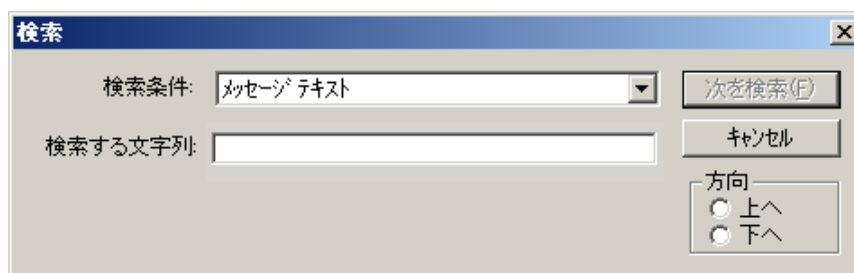 検索
検索条件: メッセージ テキスト 次を検索(F)
検索する文字列: キャンセル
方向
上へ
下へ